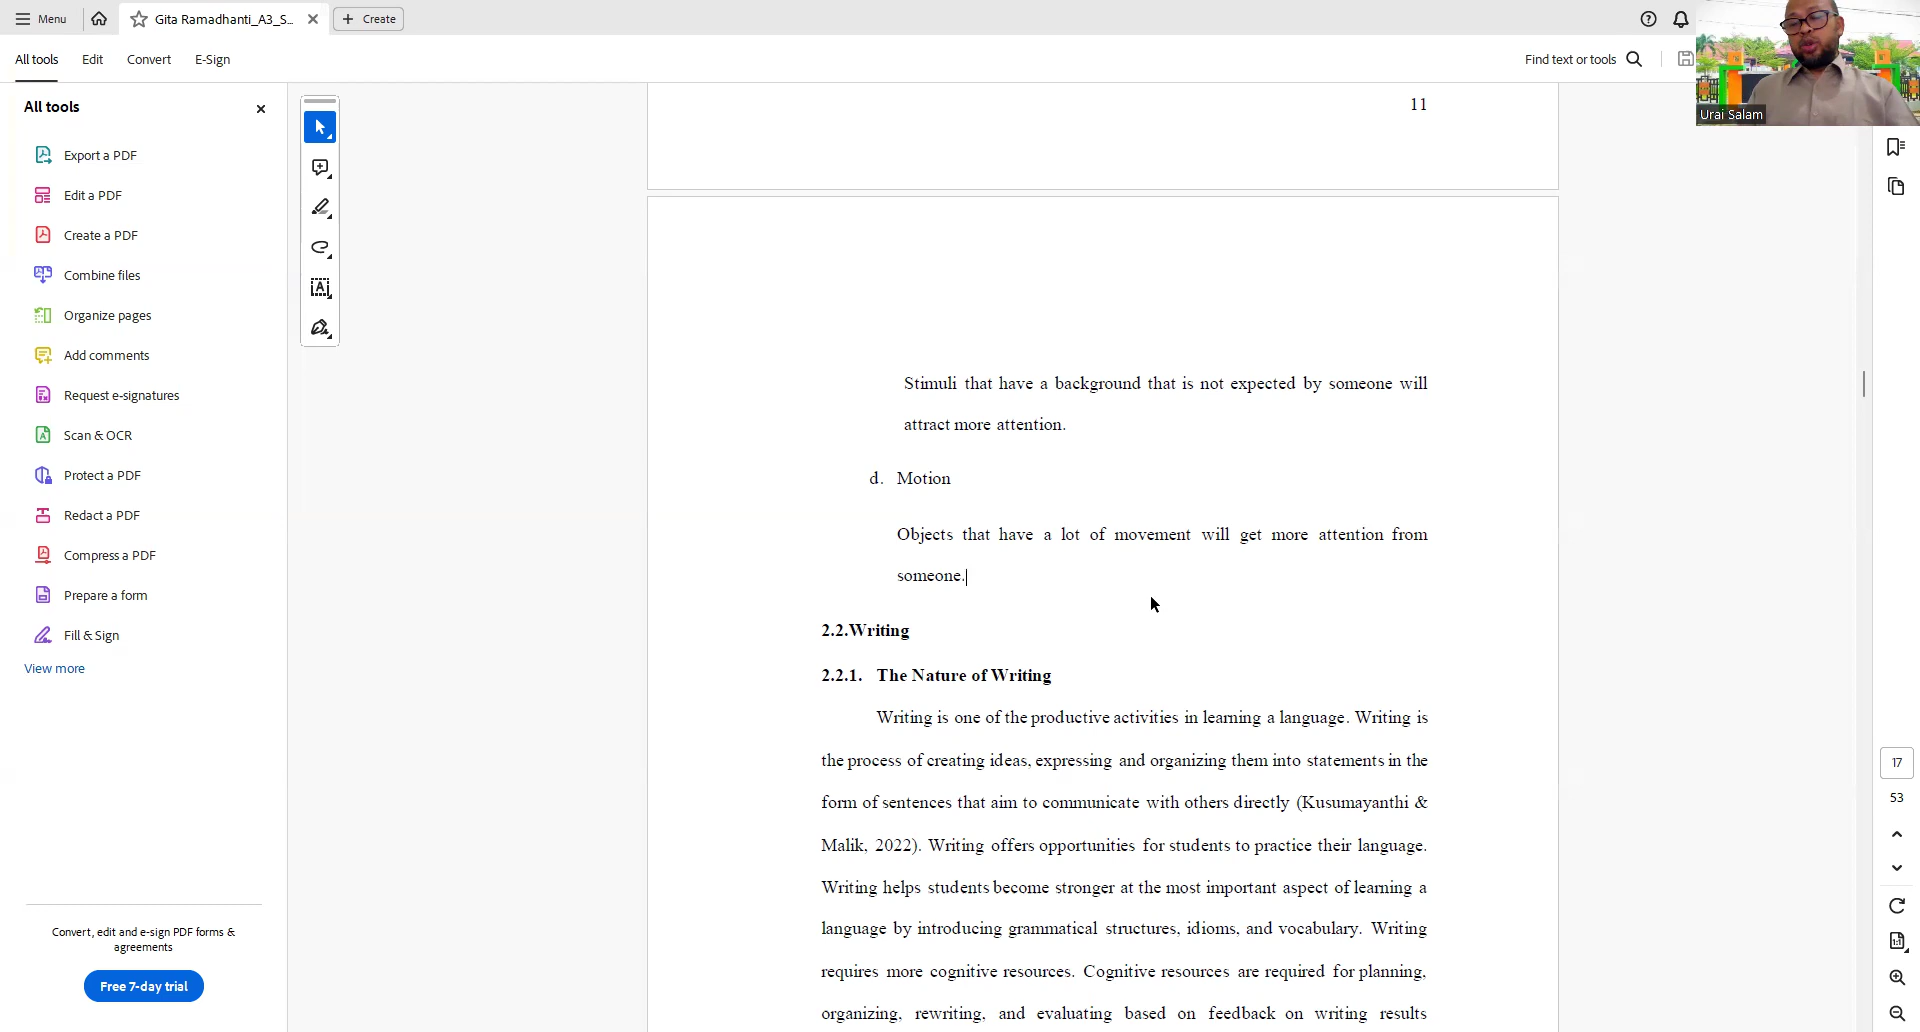 Menu
Gita Ramadhanti_A3_S...
Create
All tools
Edit
Convert
E-Sign
Find text or tools
Urai Salam
All tools
Export a PDF
Edit a PDF
Create a PDF
Combine files
Organize pages
Add comments
Request e-signatures
Scan & OCR
Protect a PDF
Redact a PDF
Compress a PDF
Prepare a form
Fill & Sign
View more
Convert, edit and e-sign PDF forms &
agreements
Free 7-day trial
11
Stimuli that have a background that is not expected by someone will
attract more attention.
d. Motion
Objects that have a lot of movement will get more attention from
someone.
2.2.Writing
2.2.1. The Nature of Writing
Writing is one of the productive activities in learning a language. Writing is
the process of creating ideas, expressing and organizing them into statements in the
form of sentences that aim to communicate with others directly (Kusumayanthi &
Malik, 2022). Writing offers opportunities for students to practice their language.
Writing helps students become stronger at the most important aspect of learning a
language by introducing grammatical structures, idioms, and vocabulary. Writing
requires more cognitive resources. Cognitive resources are required for planning,
organizing, rewriting, and evaluating based on feedback on writing results
17
53